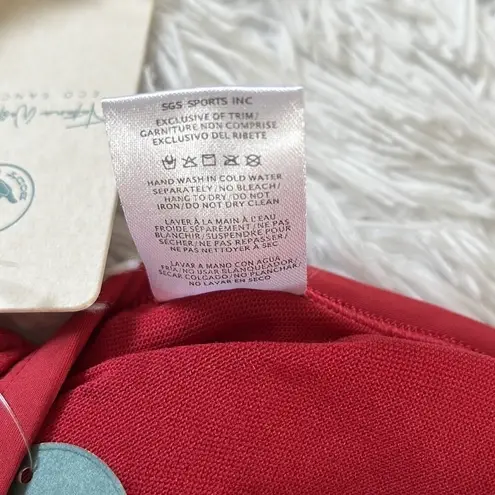 SGS SPORTS INC
EXCLUSIVE OF TRIM/
GARNITURE NON COMPRISE
EXCLUSIVO DEL RIBETE
HAND WASH IN COLD WATER
SEPARATELY/NO BLEACH/
HANG TO DRY/DO NOT
IRON/DO NOT DRY CLEAN
LAVER À LA MAIN À L'EAU
FROIDE SÉPARÉMENT/NE PAS
BLANCHIR/SUSPENDRE POUR
SÉCHER/NE PAS REPASSER/
NE PAS NETTOYER À SEC
LAVAR A MANO CON AGUA
FRÍA/NO USAR BLANQUEADOR/
SECAR COLGADO/NO PLANCHAR/
NO LAVAR EN SECO